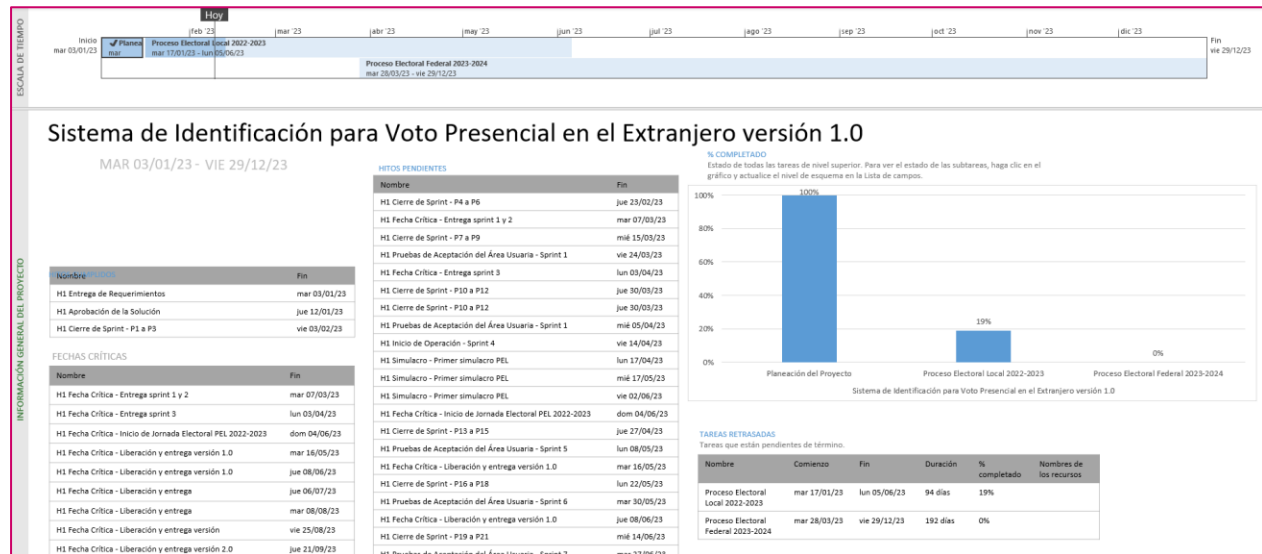 Hoy
feb '23 mar '23 abr '23 may '23 jun '23 jul '23 ago '23 sep '23 oct '23 nov '23 dic '23
ESCALA DE TIEMPO
Inicio
mar 03/01/23
✔ Planea
mar
Proceso Electoral Local 2022-2023
mar 17/01/23 - lun 05/06/23
Proceso Electoral Federal 2023-2024
mar 28/03/23 - vie 29/12/23
Fin
vie 29/12/23
INFORMACIÓN GENERAL DEL PROYECTO
Sistema de Identificación para Voto Presencial en el Extranjero versión 1.0
MAR 03/01/23 - VIE 29/12/23
Nombre Fin
H1 Entrega de Requerimientos mar 03/01/23
H1 Aprobación de la Solución jue 12/01/23
H1 Cierre de Sprint - P1 a P3 vie 03/02/23
FECHAS CRÍTICAS
Nombre Fin
H1 Fecha Crítica - Entrega sprint 1 y 2 mar 07/03/23
H1 Fecha Crítica - Entrega sprint 3 lun 03/04/23
H1 Fecha Crítica - Inicio de Jornada Electoral PEL 2022-2023 dom 04/06/23
H1 Fecha Crítica - Liberación y entrega versión 1.0 mar 16/05/23
H1 Fecha Crítica - Liberación y entrega versión 1.0 jue 08/06/23
H1 Fecha Crítica - Liberación y entrega jue 06/07/23
H1 Fecha Crítica - Liberación y entrega mar 08/08/23
H1 Fecha Crítica - Liberación y entrega versión vie 25/08/23
H1 Fecha Crítica - Liberación y entrega versión 2.0 jue 21/09/23
HITOS PENDIENTES
Nombre Fin
H1 Cierre de Sprint - P4 a P6 jue 23/02/23
H1 Fecha Crítica - Entrega sprint 1 y 2 mar 07/03/23
H1 Cierre de Sprint - P7 a P9 mié 15/03/23
H1 Pruebas de Aceptación del Área Usuaria - Sprint 1 vie 24/03/23
H1 Fecha Crítica - Entrega sprint 3 lun 03/04/23
H1 Cierre de Sprint - P10 a P12 jue 30/03/23
H1 Cierre de Sprint - P10 a P12 jue 30/03/23
H1 Pruebas de Aceptación del Área Usuaria - Sprint 1 mié 05/04/23
H1 Inicio de Operación - Sprint 4 vie 14/04/23
H1 Simulacro - Primer simulacro PEL lun 17/04/23
H1 Simulacro - Primer simulacro PEL mié 17/05/23
H1 Simulacro - Primer simulacro PEL vie 02/06/23
H1 Fecha Crítica - Inicio de Jornada Electoral PEL 2022-2023 dom 04/06/23
H1 Cierre de Sprint - P13 a P15 jue 27/04/23
H1 Pruebas de Aceptación del Área Usuaria - Sprint 5 lun 08/05/23
H1 Fecha Crítica - Liberación y entrega versión 1.0 mar 16/05/23
H1 Cierre de Sprint - P16 a P18 lun 22/05/23
H1 Pruebas de Aceptación del Área Usuaria - Sprint 6 mar 30/05/23
H1 Fecha Crítica - Liberación y entrega versión 1.0 jue 08/06/23
H1 Cierre de Sprint - P19 a P21 mié 14/06/23
% COMPLETADO
Estado de todas las tareas de nivel superior. Para ver el estado de las subtareas, haga clic en el
gráfico y actualice el nivel de esquema en la Lista de campos.
100% 100%
80%
60%
40%
20% 19%
0% 0%
Planeación del Proyecto Proceso Electoral Local 2022-2023 Proceso Electoral Federal 2023-2024
Sistema de Identificación para Voto Presencial en el Extranjero versión 1.0
TAREAS RETRASADAS
Tareas que están pendientes de término.
Nombre Comienzo Fin Duración % completado Nombres de los recursos
Proceso Electoral Local 2022-2023 mar 17/01/23 lun 05/06/23 94 días 19%
Proceso Electoral Federal 2023-2024 mar 28/03/23 vie 29/12/23 192 días 0%